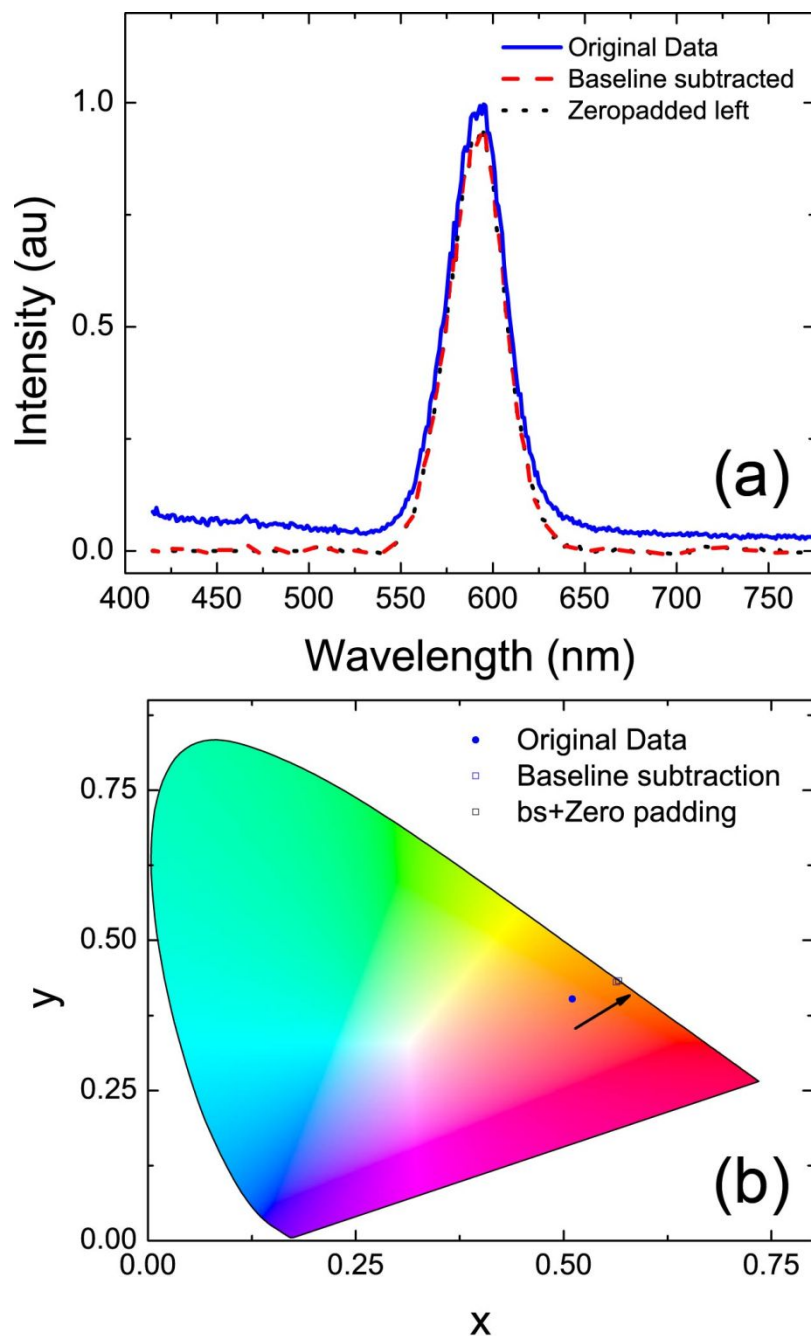 Original Data
Baseline subtracted
Zeropadded left
1.0
0.5
0.0
Intensity (au)
(a)
400 450 500 550 600 650 700 750
Wavelength (nm)
Original Data
Baseline subtraction
bs+Zero padding
0.75
0.50
0.25
0.00
y
(b)
0.00 0.25 0.50 0.75
x